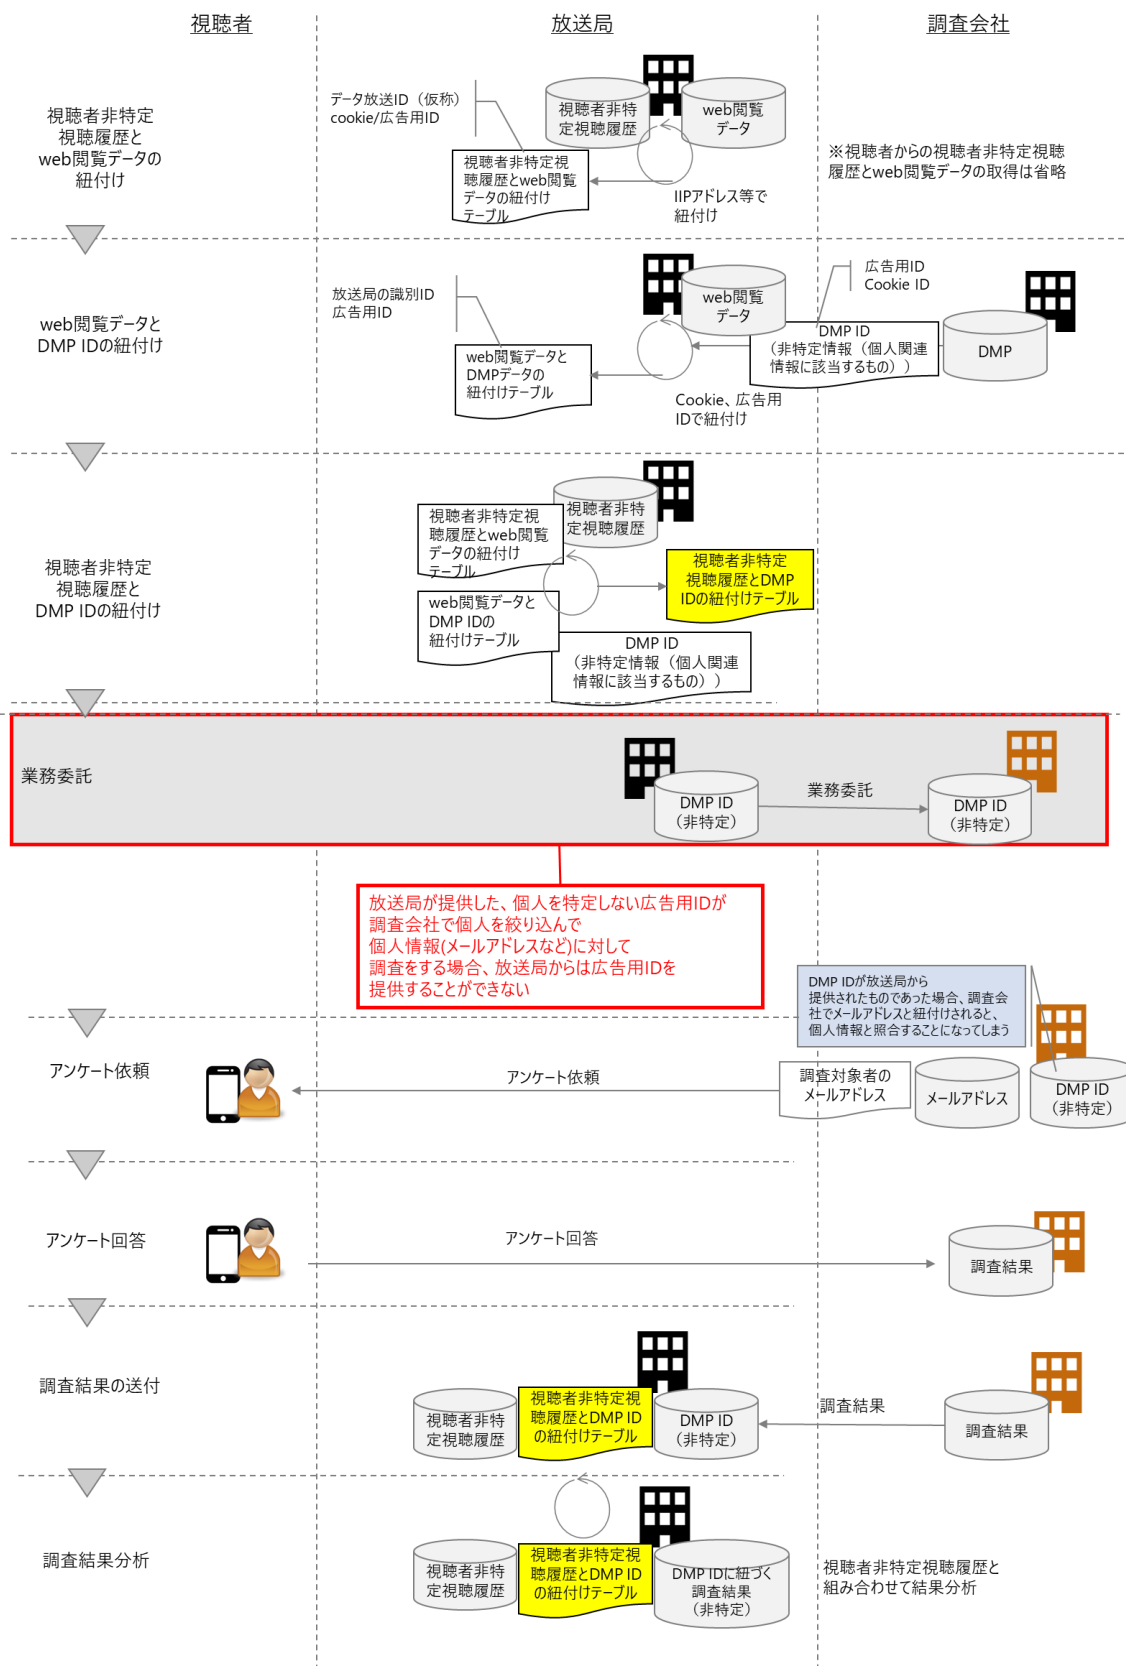 視聴者
放送局
調査会社
視聴者非特定
視聴履歴と
web閲覧データの
紐付け
データ放送ID（仮称）
cookie/広告用ID
視聴者非特
定視聴履歴
web閲覧
データ
視聴者非特定視
聴履歴とweb閲覧
データの紐付け
テーブル
IIPアドレス等で
紐付け
※視聴者からの視聴者非特定視聴
履歴とweb閲覧データの取得は省略
web閲覧データと
DMP IDの紐付け
放送局の識別ID
広告用ID
web閲覧
データ
広告用ID
Cookie ID
DMP ID
（非特定情報（個人関連
情報に該当するもの））
DMP
web閲覧データと
DMPデータの
紐付けテーブル
Cookie、広告用
IDで紐付け
視聴者非特定
視聴履歴と
DMP IDの紐付け
視聴者非特
定視聴履歴
視聴者非特定視
聴履歴とweb閲覧
データの紐付け
テーブル
視聴者非特定
視聴履歴とDMP
IDの紐付けテーブル
web閲覧データと
DMP IDの
紐付けテーブル
DMP ID
（非特定情報（個人関連
情報に該当するもの））
業務委託
DMP ID
（非特定）
業務委託
DMP ID
（非特定）
放送局が提供した、個人を特定しない広告用IDが
調査会社で個人を絞り込んで
個人情報(メールアドレスなど)に対して
調査をする場合、放送局からは広告用IDを
提供することができない
DMP IDが放送局から
提供されたものであった場合、調査会
社でメールアドレスと紐付けされると、
個人情報と照合することになってしまう
アンケート依頼
アンケート依頼
調査対象者の
メールアドレス
メールアドレス
DMP ID
（非特定）
アンケート回答
アンケート回答
調査結果
調査結果の送付
視聴者非特
定視聴履歴
視聴者非特定視
聴履歴とDMP ID
の紐付けテーブル
DMP ID
（非特定）
調査結果
調査結果
調査結果分析
視聴者非特
定視聴履歴
視聴者非特定視
聴履歴とDMP ID
の紐付けテーブル
DMP IDに紐づく
調査結果
（非特定）
視聴者非特定視聴履歴と
組み合わせて結果分析